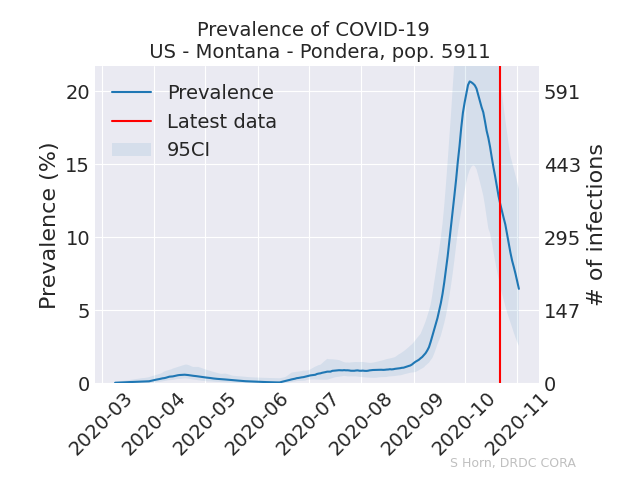 Prevalence of COVID-19
US - Montana - Pondera, pop. 5911
Prevalence
Latest data
95CI
Prevalence (%)
20
15
10
5
0
591
443
295
147
0
# of infections
2020-03
2020-04
2020-05
2020-06
2020-07
2020-08
2020-09
2020-10
2020-11
S Horn, DRDC CORA